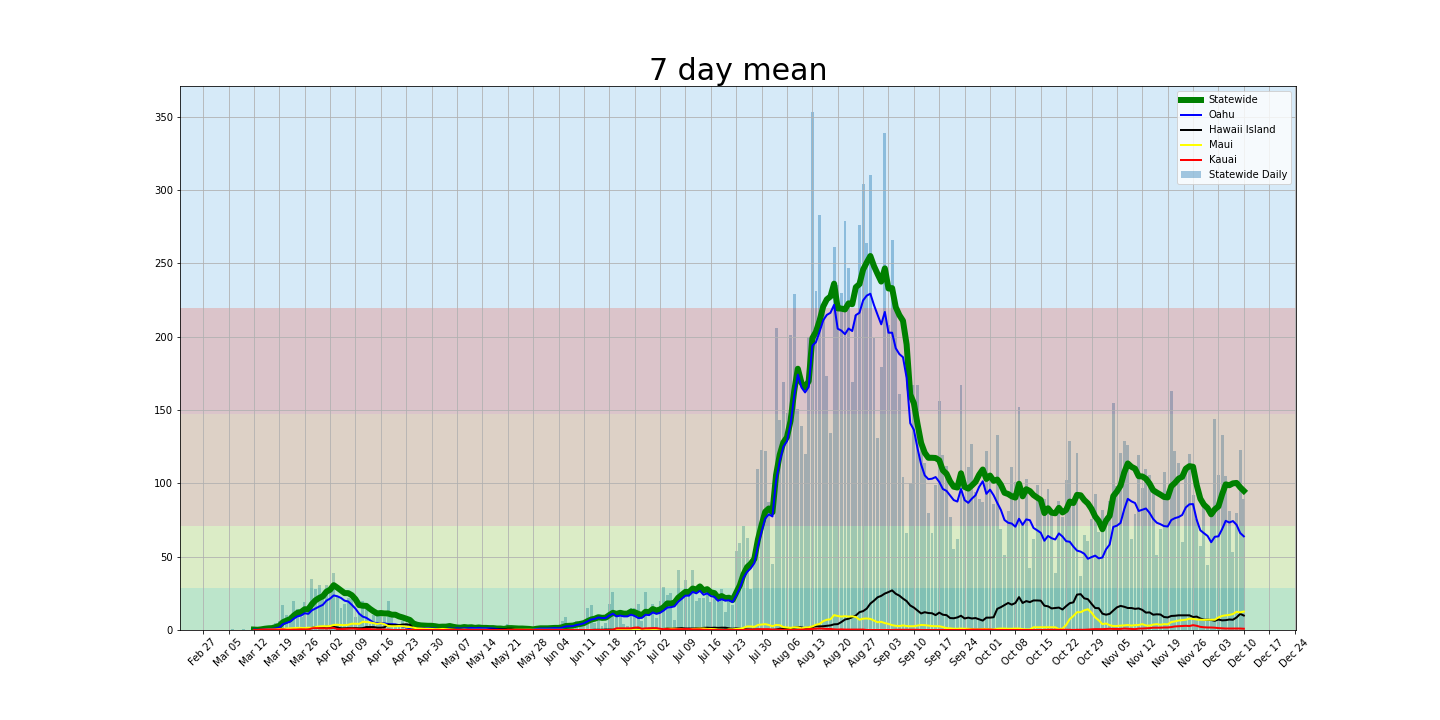 7 day mean
350
300
250
200
150
100
50
0
Statewide
Oahu
Hawaii Island
Maui
Kauai
Statewide Daily
Feb 27 Mar 05 Mar 12 Mar 19 Mar 26 Apr 02 Apr 09 Apr 16 Apr 23 Apr 30 May 07 May 14 May 21 May 28 Jun 04 Jun 11 Jun 18 Jun 25 Jul 02 Jul 09 Jul 16 Jul 23 Jul 30 Aug 06 Aug 13 Aug 20 Aug 27 Sep 03 Sep 10 Sep 17 Sep 24 Oct 01 Oct 08 Oct 15 Oct 22 Oct 29 Nov 05 Nov 12 Nov 19 Nov 26 Dec 03 Dec 10 Dec 17 Dec 24